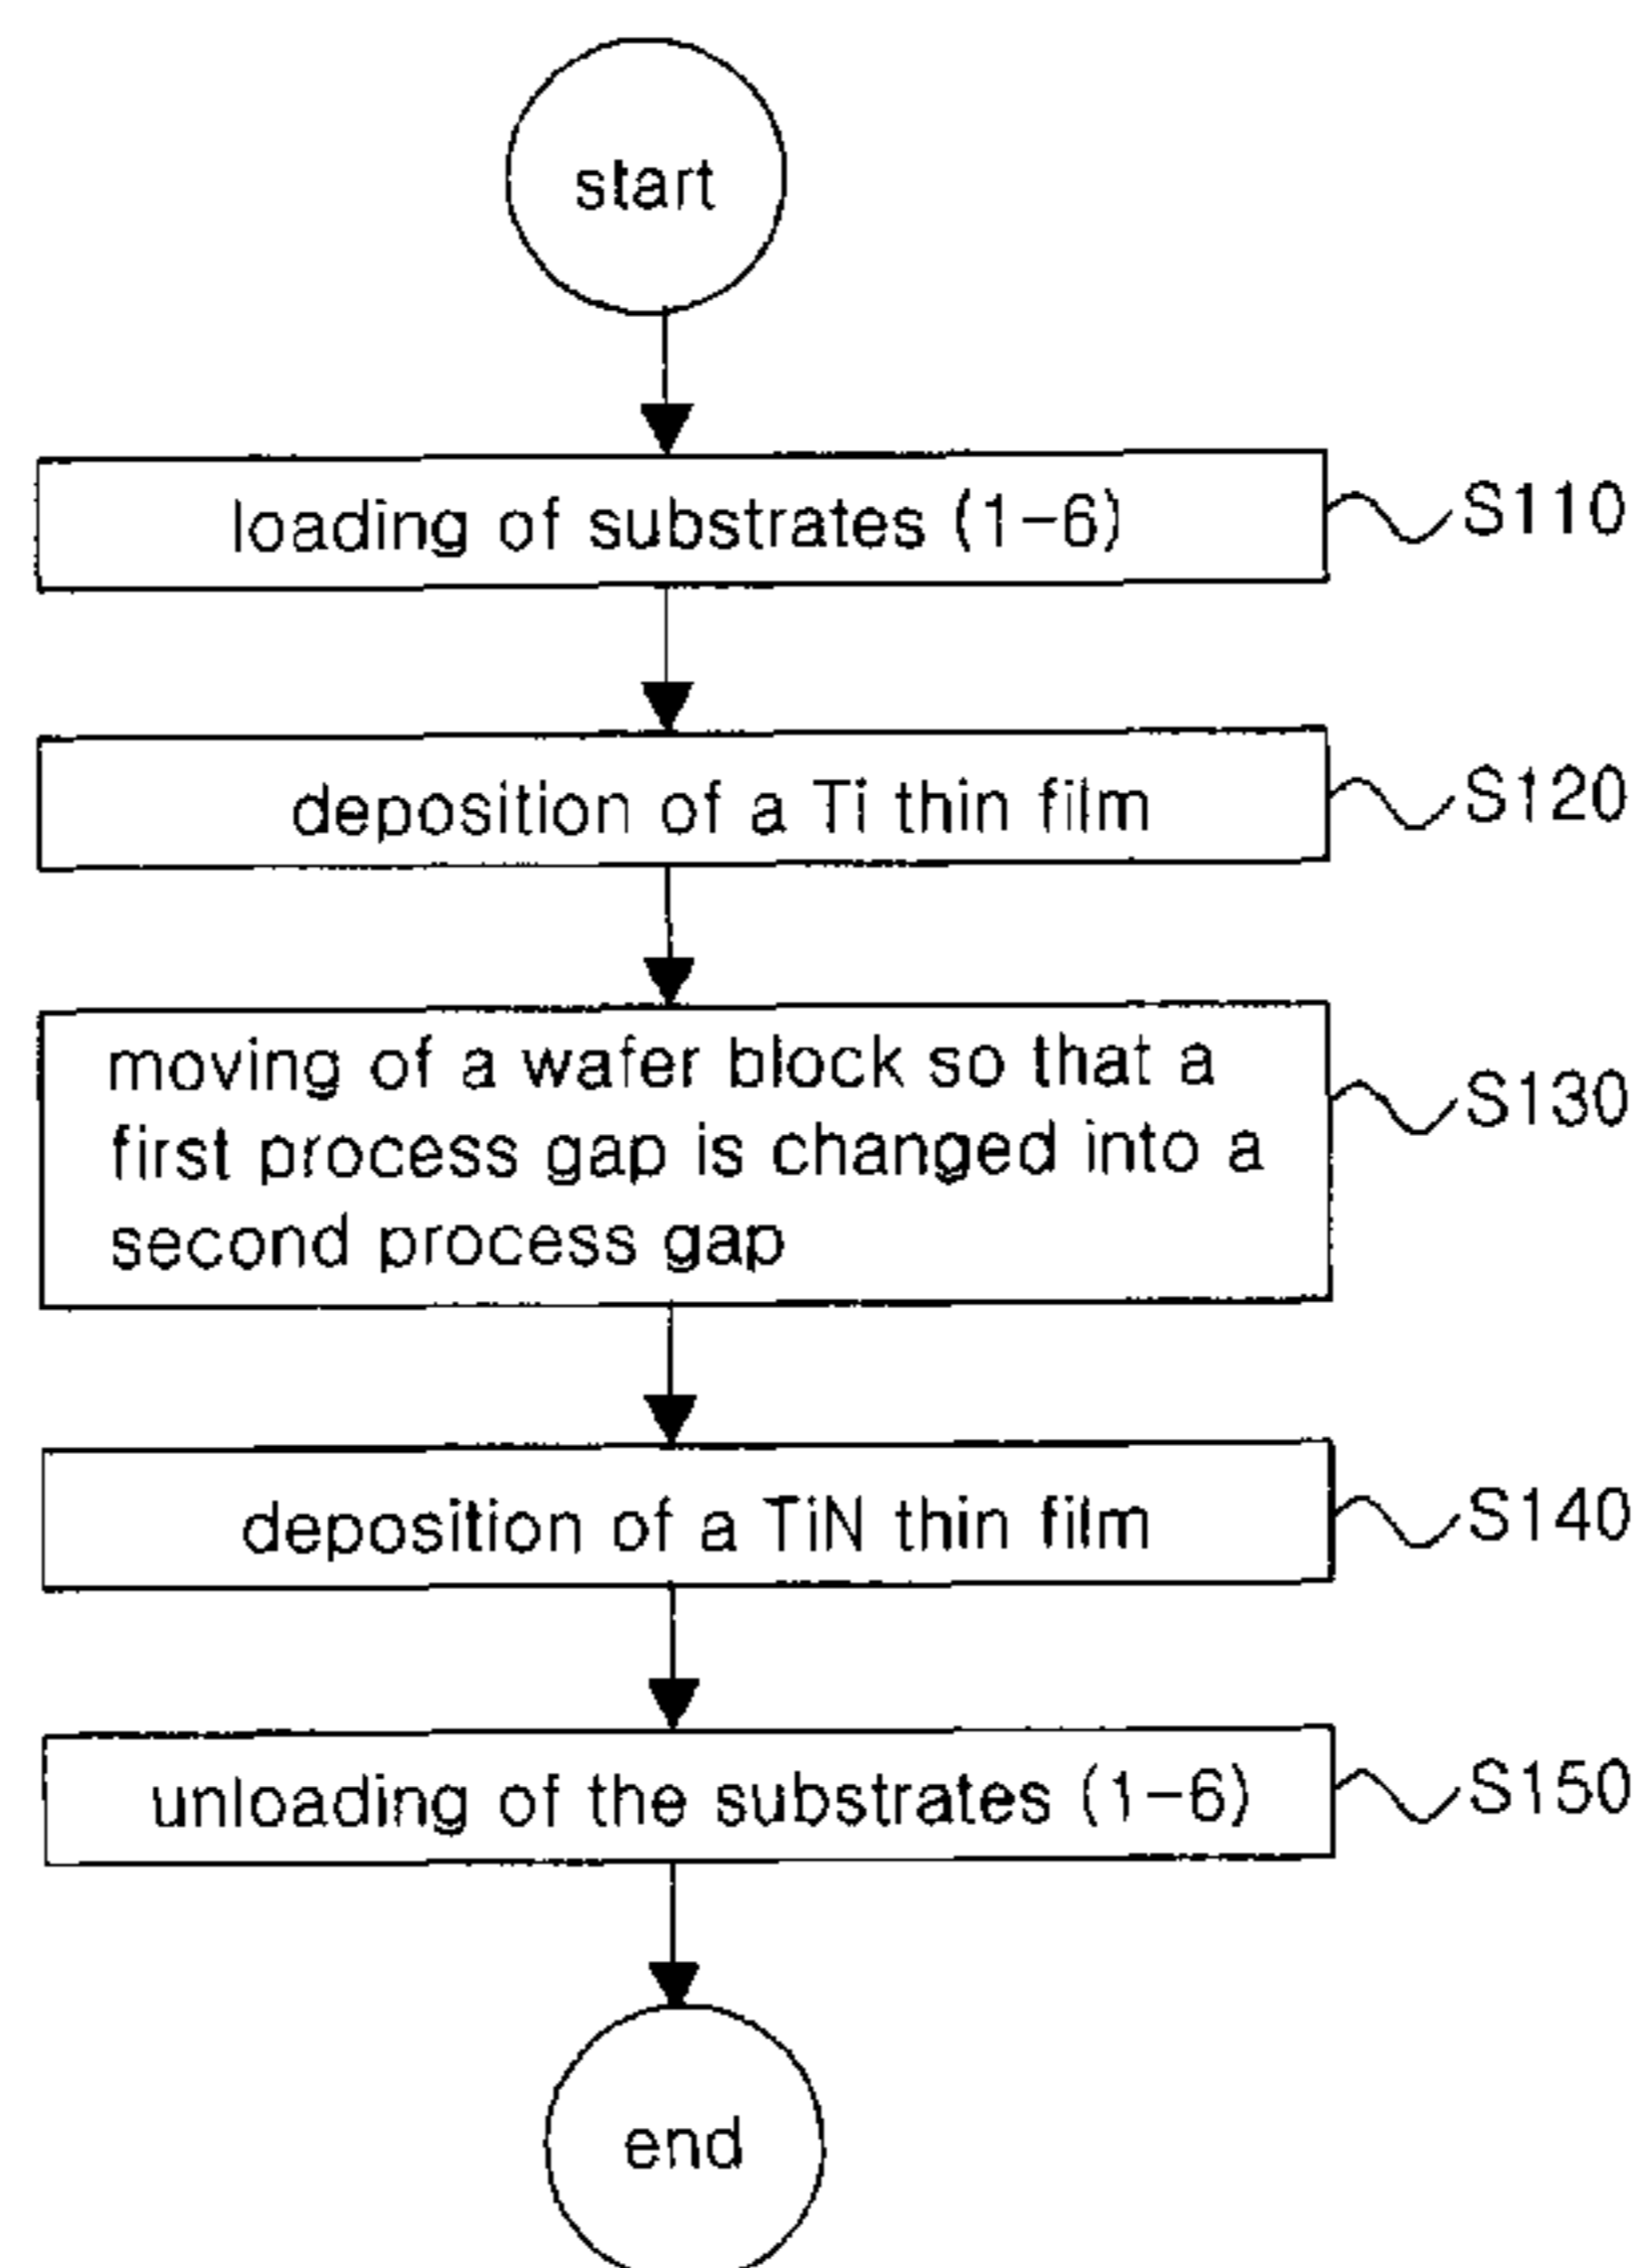 start
loading of substrates (1-6)
S110
deposition of a Ti thin film
S120
moving of a wafer block so that a
first process gap is changed into a
second process gap
S130
deposition of a TiN thin film
S140
unloading of the substrates (1-6)
S150
end